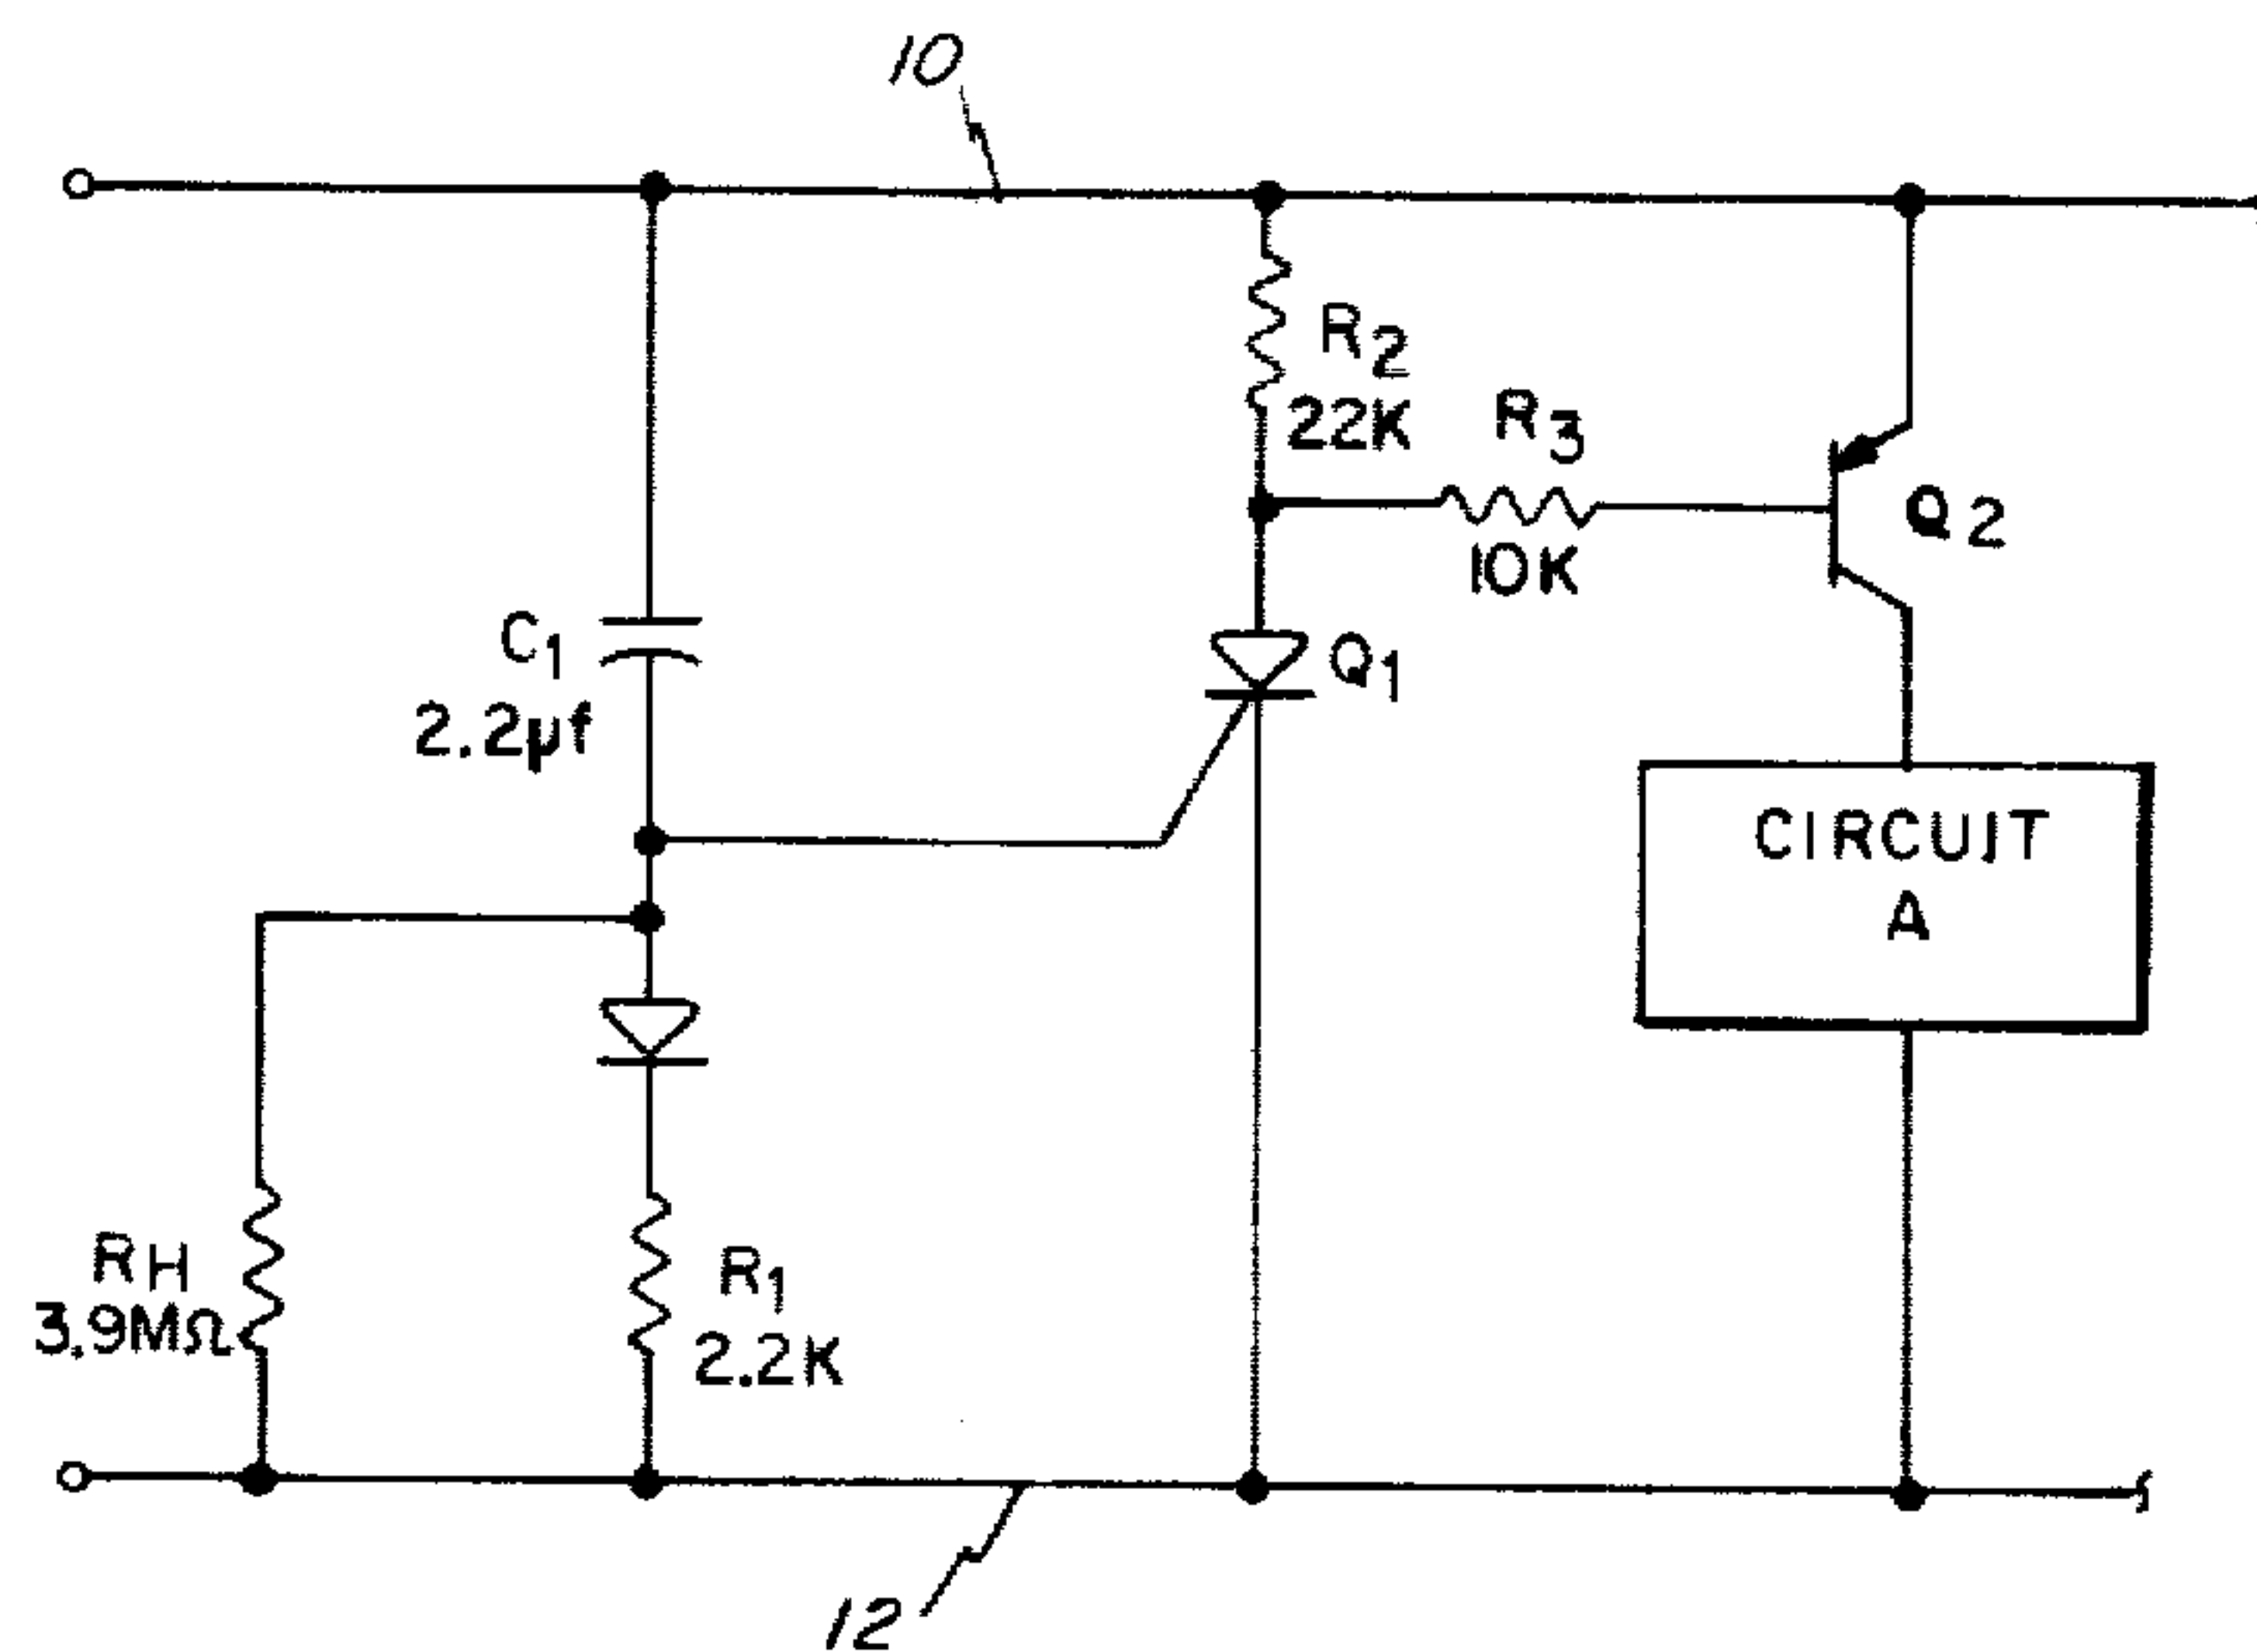 10
R2
22K
R3
10K
Q2
C1
2.2µf
Q1
CIRCUIT
A
RH
3.9MΩ
R1
2.2K
12